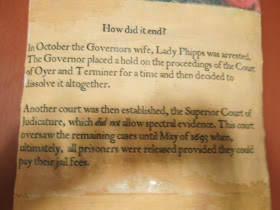 How did it end?
In October the Governors wife, Lady Phipps was arrested.
The Governor placed a hold on the proceedings of the Court
of Oyer and Terminer for a time and then decided to
dissolve it altogether.
Another court was then established, the Superior Court of
Judicature, which did not allow spectral evidence. This court
oversaw the remaining cases until May of 1693 when,
ultimately, all prisoners were released provided they could
pay their jail fees.